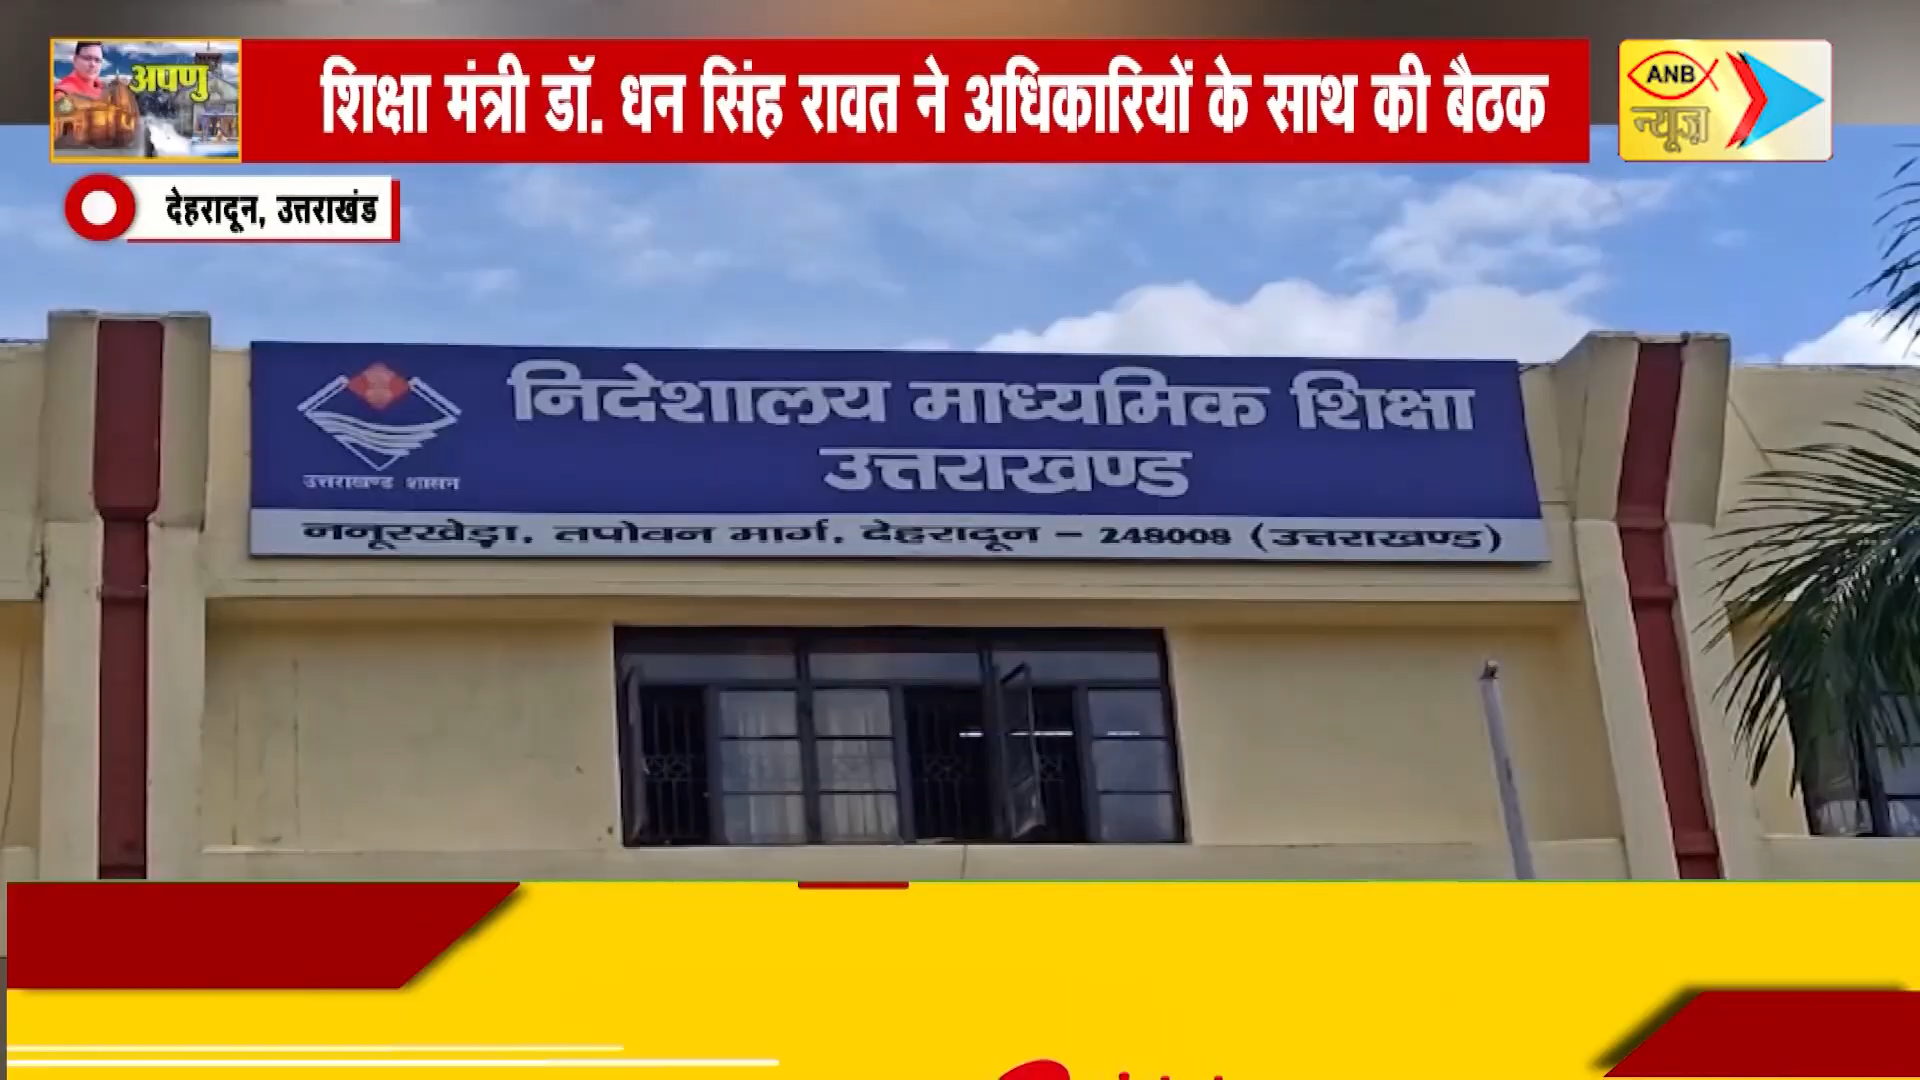 अपणु
शिक्षा मंत्री डॉ. धन सिंह रावत ने अधिकारियों के साथ की बैठक
ANB
न्यूज़
देहरादून, उत्तराखंड
निदेशालय माध्यमिक शिक्षा
उत्तराखण्ड
उत्तराखण्ड शासन
ननूरखेड़ा, तपोवन मार्ग, देहरादून - 248008 (उत्तराखण्ड)